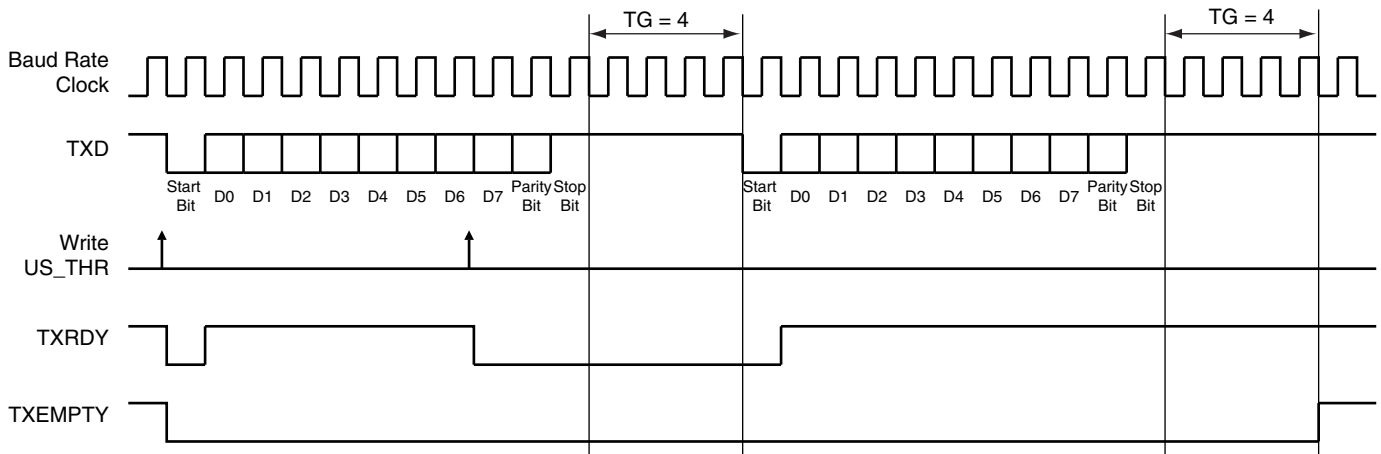 TG = 4
TG = 4
Baud Rate
Clock
TXD
Start
Bit
D0
D1
D2
D3
D4
D5
D6
D7
Parity
Bit
Stop
Bit
Start
Bit
D0
D1
D2
D3
D4
D5
D6
D7
Parity
Bit
Stop
Bit
Write
US_THR
TXRDY
TXEMPTY